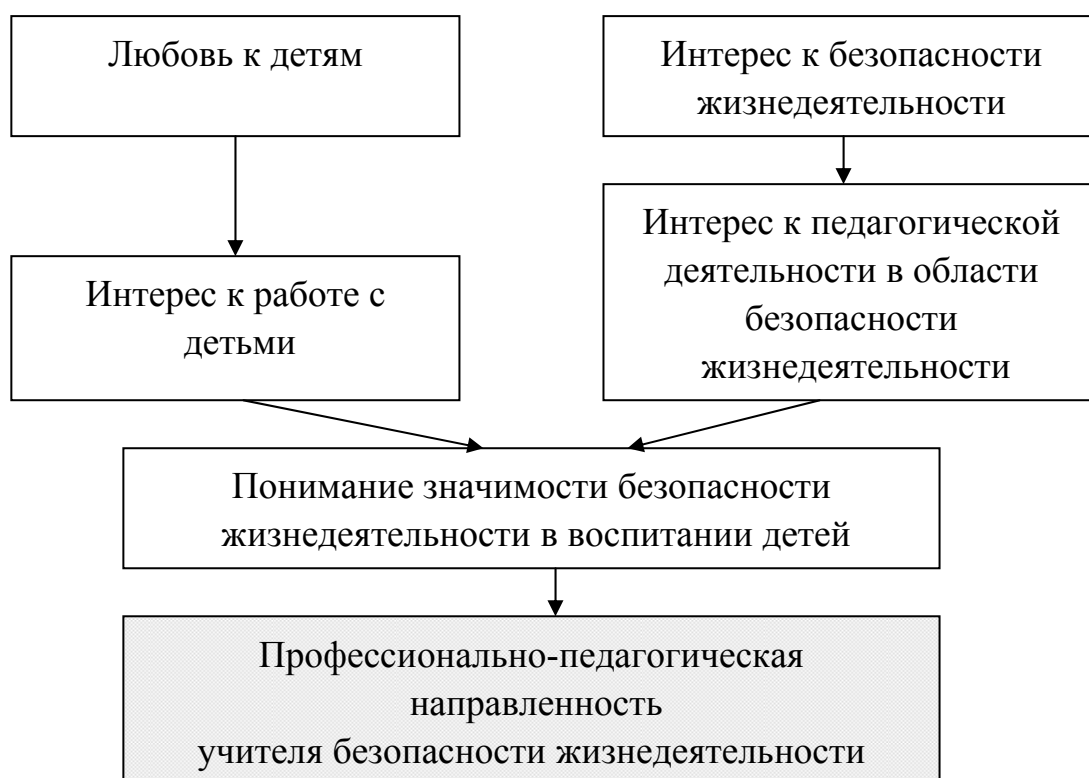 Любовь к детям
Интерес к безопасности
жизнедеятельности
Интерес к работе с
детьми
Интерес к педагогической
деятельности в области
безопасности
жизнедеятельности
Понимание значимости безопасности
жизнедеятельности в воспитании детей
Профессионально-педагогическая
направленность
учителя безопасности жизнедеятельности